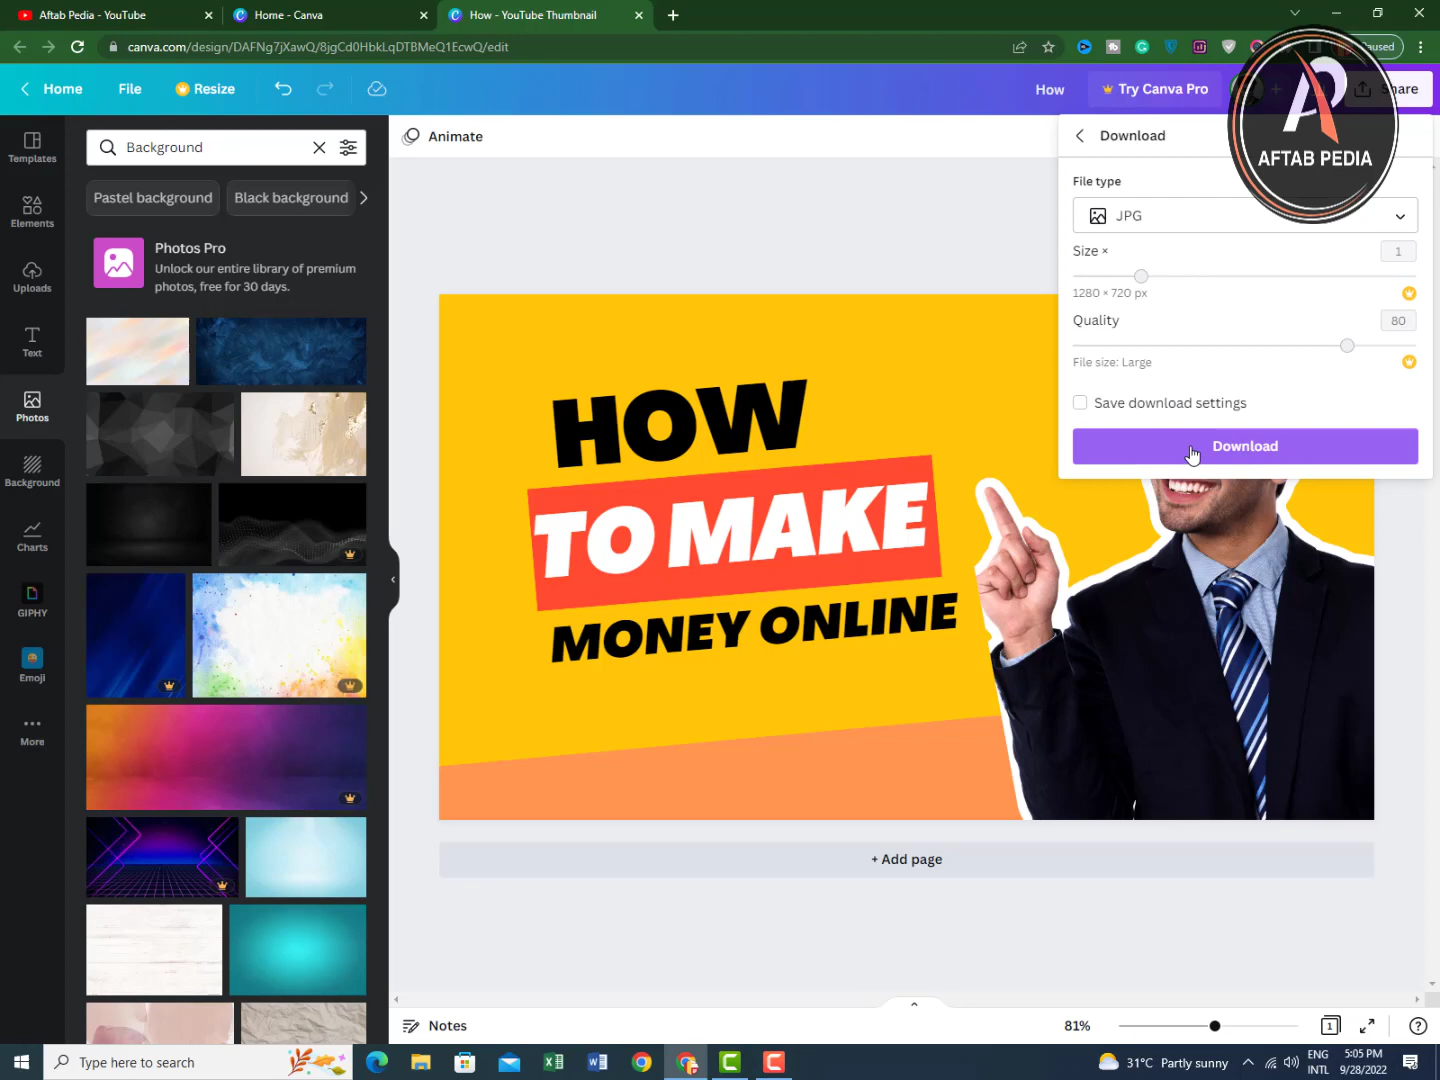 Aftab Pedia - YouTube
Home - Canva
How - YouTube Thumbnail
canva.com/design/DAFNg7jXawQ/8jgCd0HbkLqDTBMeQ1EcwQ/edit
Home
File
Resize
How
Try Canva Pro
Templates
Elements
Uploads
Text
Photos
Background
Charts
GIPHY
Emoji
More
Background
Pastel background
Black background
Photos Pro
Unlock our entire library of premium
photos, free for 30 days.
Animate
HOW
TO MAKE
MONEY ONLINE
+ Add page
Download
AFTAB PEDIA
File type
JPG
Size ×
1
1280 × 720 px
Quality
80
File size: Large
Save download settings
Download
Notes
81%
1
Type here to search
31°C Partly sunny
ENG
INTL
5:05 PM
9/28/2022